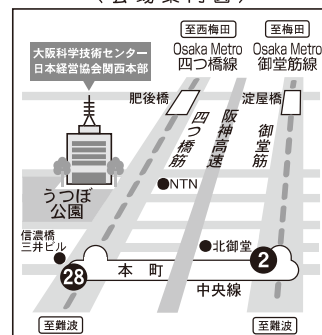 (会場案内図)
至西梅田
至梅田
大阪科学技術センター
日本経営協会関西本部
Osaka Metro
四つ橋線
Osaka Metro
御堂筋線
肥後橋
淀屋橋
四つ橋筋
阪神高速
御堂筋
うつぼ
公園
●NTN
信濃橋
三井ビル
●北御堂
28
本町
2
中央線
至難波
至難波